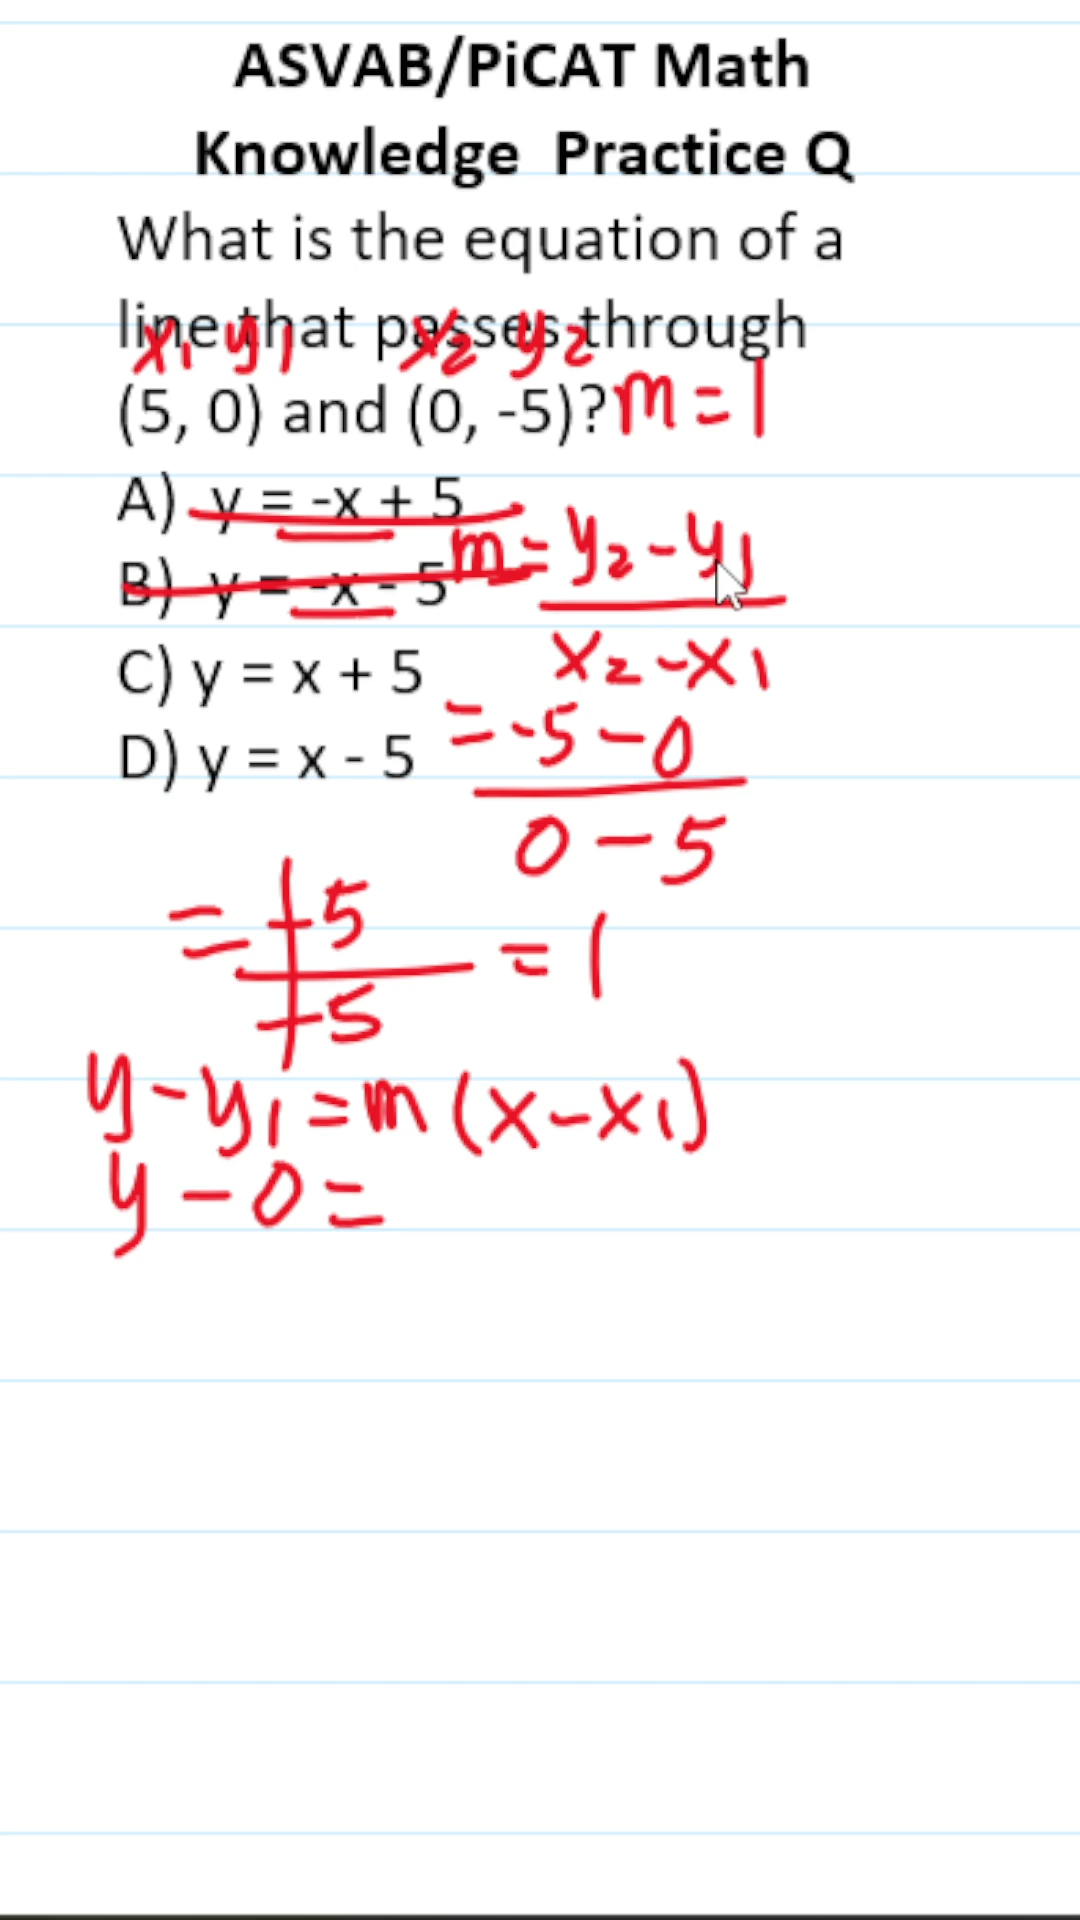 ASVAB/PiCAT Math
Knowledge Practice Q
What is the equation of a
line that passes through
x₁ y₁ x₂ y₂
(5, 0) and (0, -5)? m = 1
A) y = -x + 5
m = y₂ - y₁
B) y = -x - 5
x₂ - x₁
C) y = x + 5
= -5 - 0
D) y = x - 5
0 - 5
= -5 = 1
-5
y - y₁ = m (x - x₁)
y - 0 =